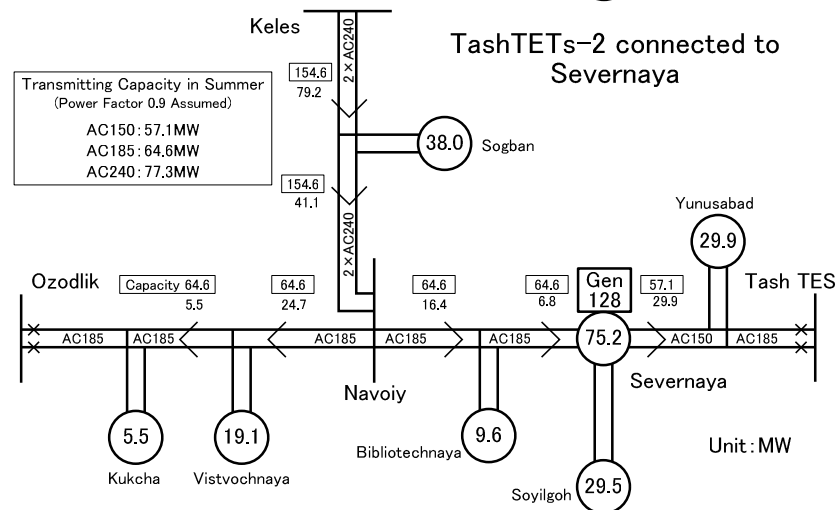 Keles
TashTETs-2 connected to
Severnaya
Transmitting Capacity in Summer
(Power Factor 0.9 Assumed)
AC150:57.1MW
AC185:64.6MW
AC240:77.3MW
2×AC240
154.6
79.2
38.0
Sogban
154.6
41.1
2×AC240
Yunusabad
29.9
Ozodlik
Capacity 64.6
5.5
64.6
24.7
64.6
16.4
64.6
6.8
Gen
128
57.1
29.9
Tash TES
AC185
AC185
AC185
AC185
AC185
75.2
AC150
AC185
Navoiy
Severnaya
5.5
Kukcha
19.1
Vistvochnaya
9.6
Bibliotechnaya
29.5
Soyilgoh
Unit:MW